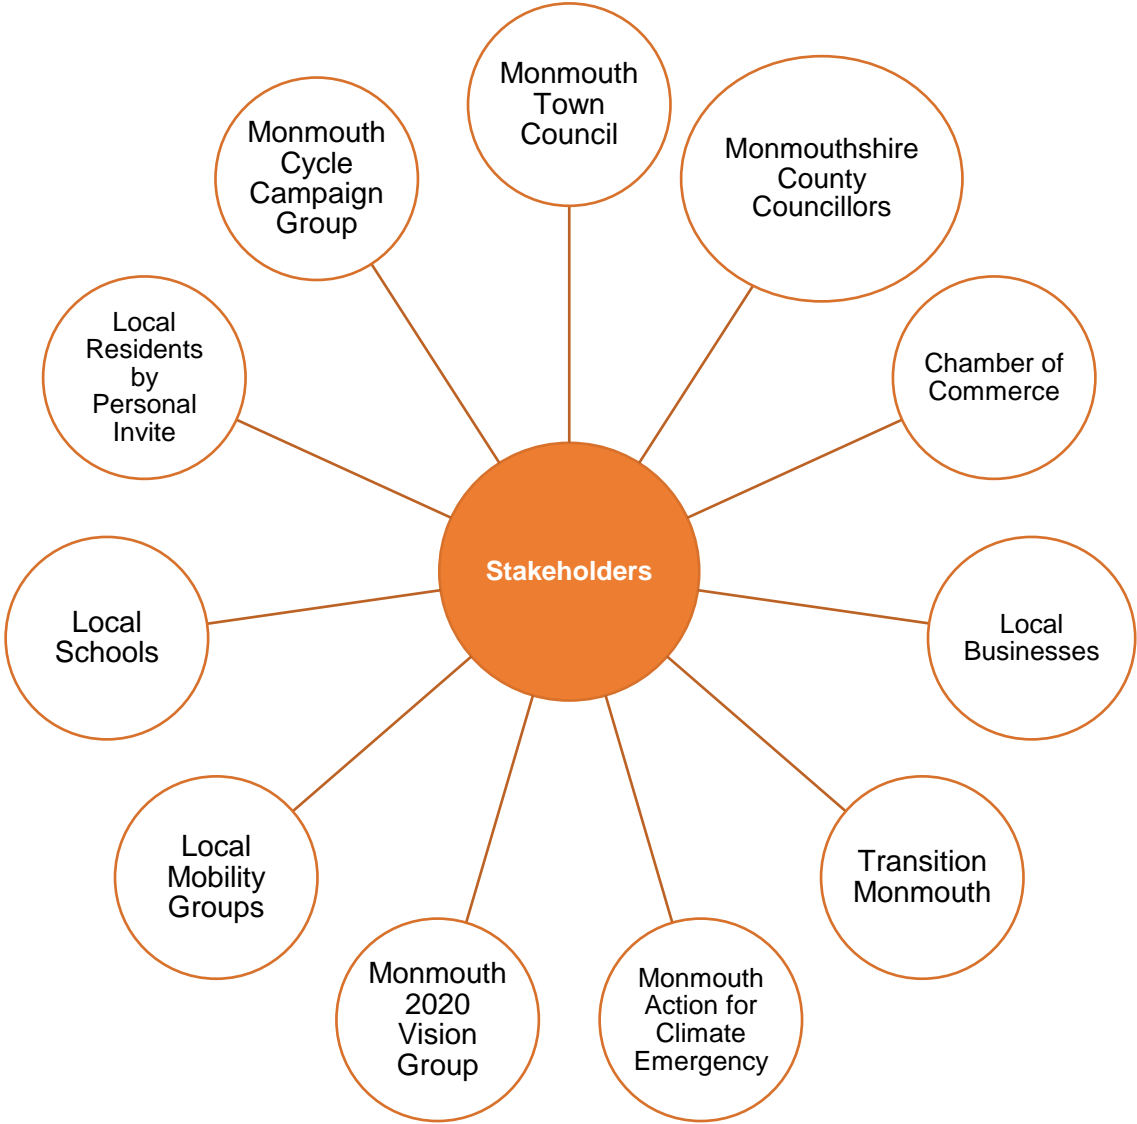 Monmouth
Town
Council
Monmouthshire
County
Councillors
Chamber of
Commerce
Local
Businesses
Transition
Monmouth
Monmouth
Action for
Climate
Emergency
Monmouth
2020
Vision
Group
Local
Mobility
Groups
Local
Schools
Local
Residents
by
Personal
Invite
Monmouth
Cycle
Campaign
Group
Stakeholders